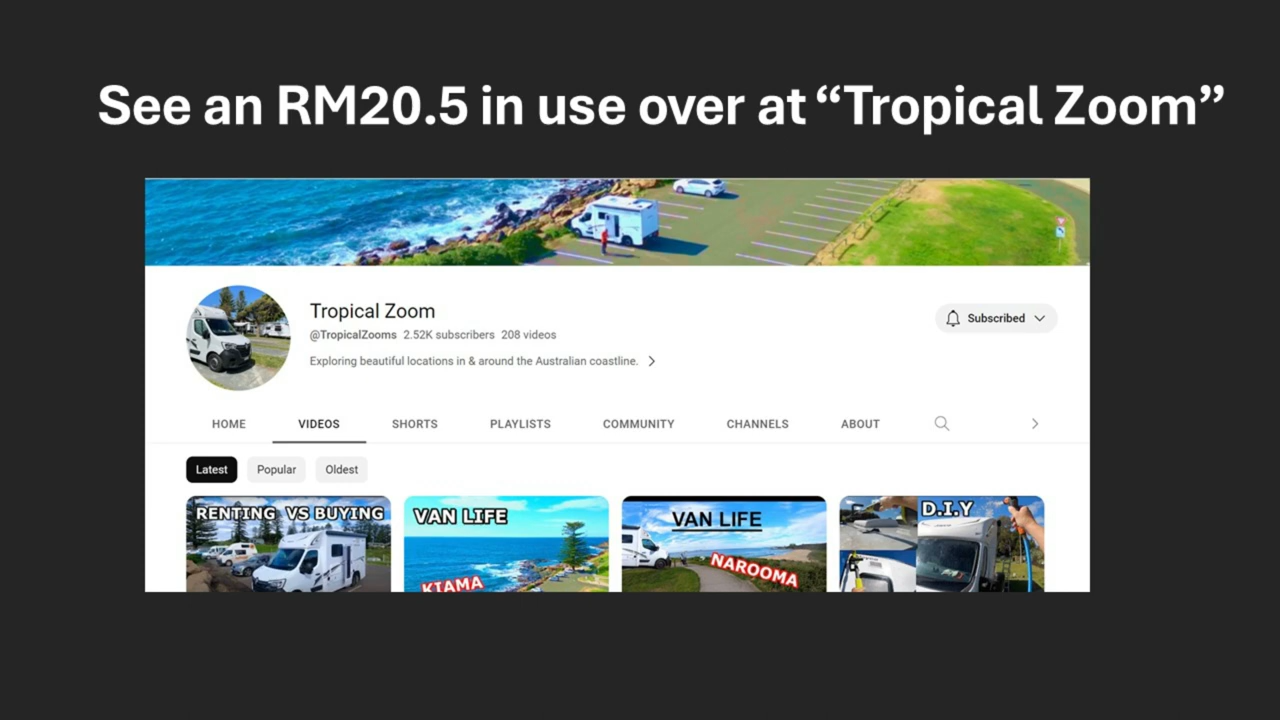 See an RM20.5 in use over at “Tropical Zoom”
Tropical Zoom
@TropicalZooms 2.52K subscribers 208 videos
Exploring beautiful locations in & around the Australian coastline.
Subscribed
HOME VIDEOS SHORTS PLAYLISTS COMMUNITY CHANNELS ABOUT
Latest Popular Oldest
RENTING VS BUYING
VAN LIFE
KIAMA
VAN LIFE
NAROOMA
D.I.Y